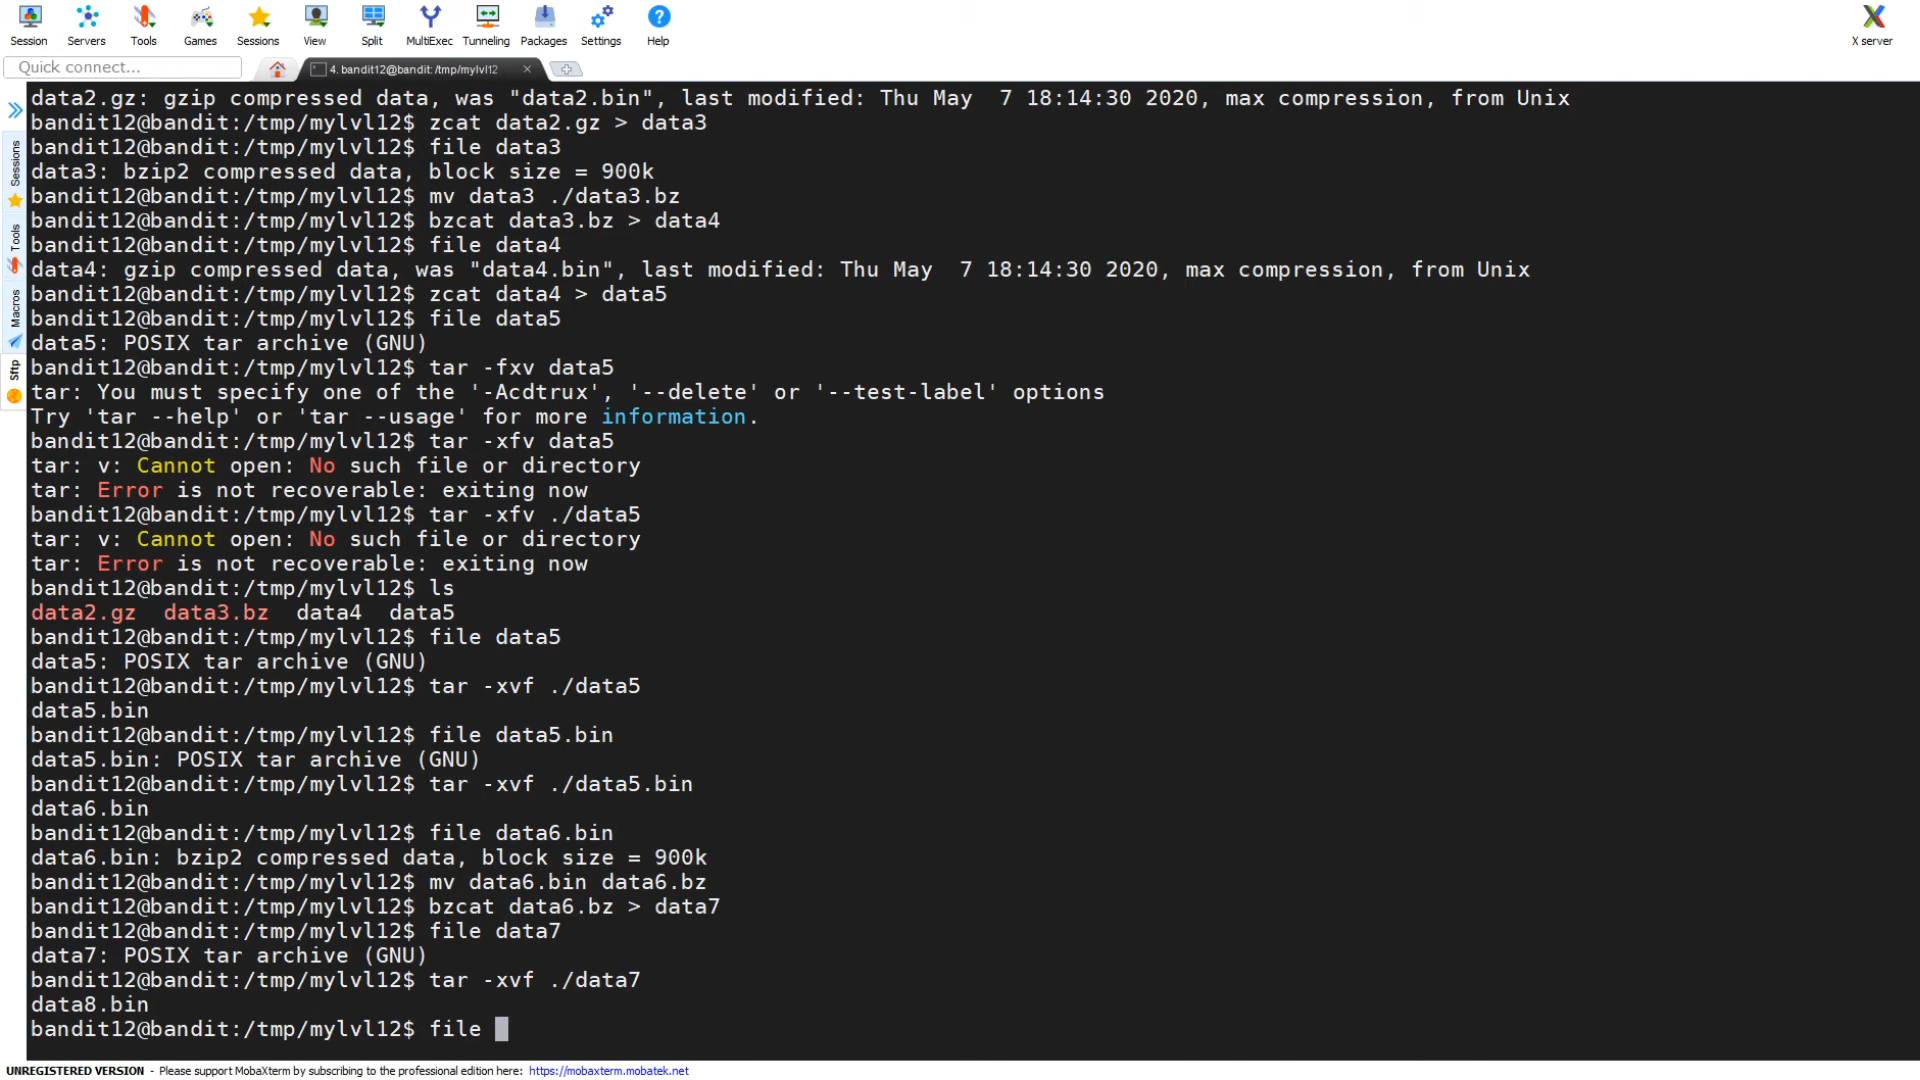 Session Servers Tools Games Sessions View Split MultiExec Tunneling Packages Settings Help X server
Quick connect...
4. bandit12@bandit: /tmp/mylvl12
Sessions
Tools
Macros
Sftp
data2.gz: gzip compressed data, was "data2.bin", last modified: Thu May  7 18:14:30 2020, max compression, from Unix
bandit12@bandit:/tmp/mylvl12$ zcat data2.gz > data3
bandit12@bandit:/tmp/mylvl12$ file data3
data3: bzip2 compressed data, block size = 900k
bandit12@bandit:/tmp/mylvl12$ mv data3 ./data3.bz
bandit12@bandit:/tmp/mylvl12$ bzcat data3.bz > data4
bandit12@bandit:/tmp/mylvl12$ file data4
data4: gzip compressed data, was "data4.bin", last modified: Thu May  7 18:14:30 2020, max compression, from Unix
bandit12@bandit:/tmp/mylvl12$ zcat data4 > data5
bandit12@bandit:/tmp/mylvl12$ file data5
data5: POSIX tar archive (GNU)
bandit12@bandit:/tmp/mylvl12$ tar -fxv data5
tar: You must specify one of the '-Acdtrux', '--delete' or '--test-label' options
Try 'tar --help' or 'tar --usage' for more information.
bandit12@bandit:/tmp/mylvl12$ tar -xfv data5
tar: v: Cannot open: No such file or directory
tar: Error is not recoverable: exiting now
bandit12@bandit:/tmp/mylvl12$ tar -xfv ./data5
tar: v: Cannot open: No such file or directory
tar: Error is not recoverable: exiting now
bandit12@bandit:/tmp/mylvl12$ ls
data2.gz  data3.bz  data4  data5
bandit12@bandit:/tmp/mylvl12$ file data5
data5: POSIX tar archive (GNU)
bandit12@bandit:/tmp/mylvl12$ tar -xvf ./data5
data5.bin
bandit12@bandit:/tmp/mylvl12$ file data5.bin
data5.bin: POSIX tar archive (GNU)
bandit12@bandit:/tmp/mylvl12$ tar -xvf ./data5.bin
data6.bin
bandit12@bandit:/tmp/mylvl12$ file data6.bin
data6.bin: bzip2 compressed data, block size = 900k
bandit12@bandit:/tmp/mylvl12$ mv data6.bin data6.bz
bandit12@bandit:/tmp/mylvl12$ bzcat data6.bz > data7
bandit12@bandit:/tmp/mylvl12$ file data7
data7: POSIX tar archive (GNU)
bandit12@bandit:/tmp/mylvl12$ tar -xvf ./data7
data8.bin
bandit12@bandit:/tmp/mylvl12$ file
UNREGISTERED VERSION - Please support MobaXterm by subscribing to the professional edition here: https://mobaxterm.mobatek.net